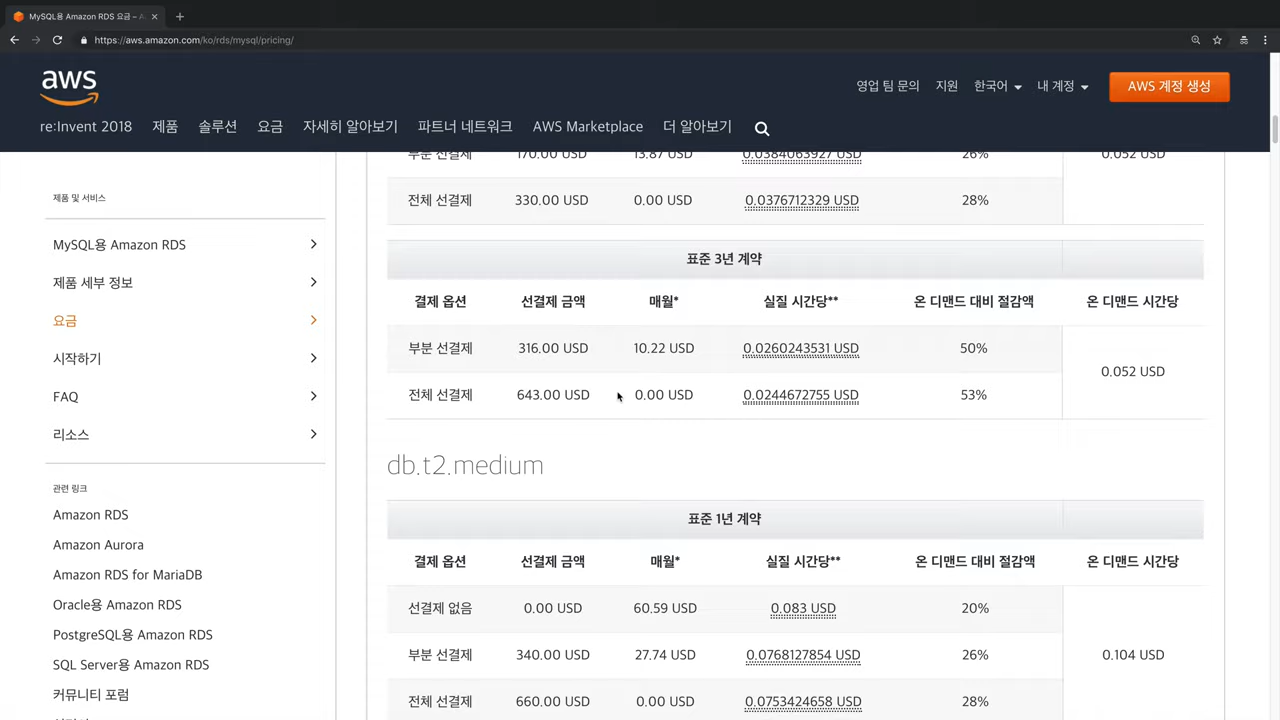 MySQL용 Amazon RDS 요금 – A
https://aws.amazon.com/ko/rds/mysql/pricing/
aws
영업 팀 문의 지원 한국어 내 계정 AWS 계정 생성
re:Invent 2018 제품 솔루션 요금 자세히 알아보기 파트너 네트워크 AWS Marketplace 더 알아보기
제품 및 서비스
MySQL용 Amazon RDS
제품 세부 정보
요금
시작하기
FAQ
리소스
관련 링크
Amazon RDS
Amazon Aurora
Amazon RDS for MariaDB
Oracle용 Amazon RDS
PostgreSQL용 Amazon RDS
SQL Server용 Amazon RDS
커뮤니티 포럼
부분 선결제 170.00 USD 13.87 USD 0.0384063927 USD 26% 0.052 USD
전체 선결제 330.00 USD 0.00 USD 0.0376712329 USD 28%
표준 3년 계약
결제 옵션 선결제 금액 매월* 실질 시간당** 온 디맨드 대비 절감액 온 디맨드 시간당
부분 선결제 316.00 USD 10.22 USD 0.0260243531 USD 50%
0.052 USD
전체 선결제 643.00 USD 0.00 USD 0.0244672755 USD 53%
db.t2.medium
표준 1년 계약
결제 옵션 선결제 금액 매월* 실질 시간당** 온 디맨드 대비 절감액 온 디맨드 시간당
선결제 없음 0.00 USD 60.59 USD 0.083 USD 20%
부분 선결제 340.00 USD 27.74 USD 0.0768127854 USD 26% 0.104 USD
전체 선결제 660.00 USD 0.00 USD 0.0753424658 USD 28%